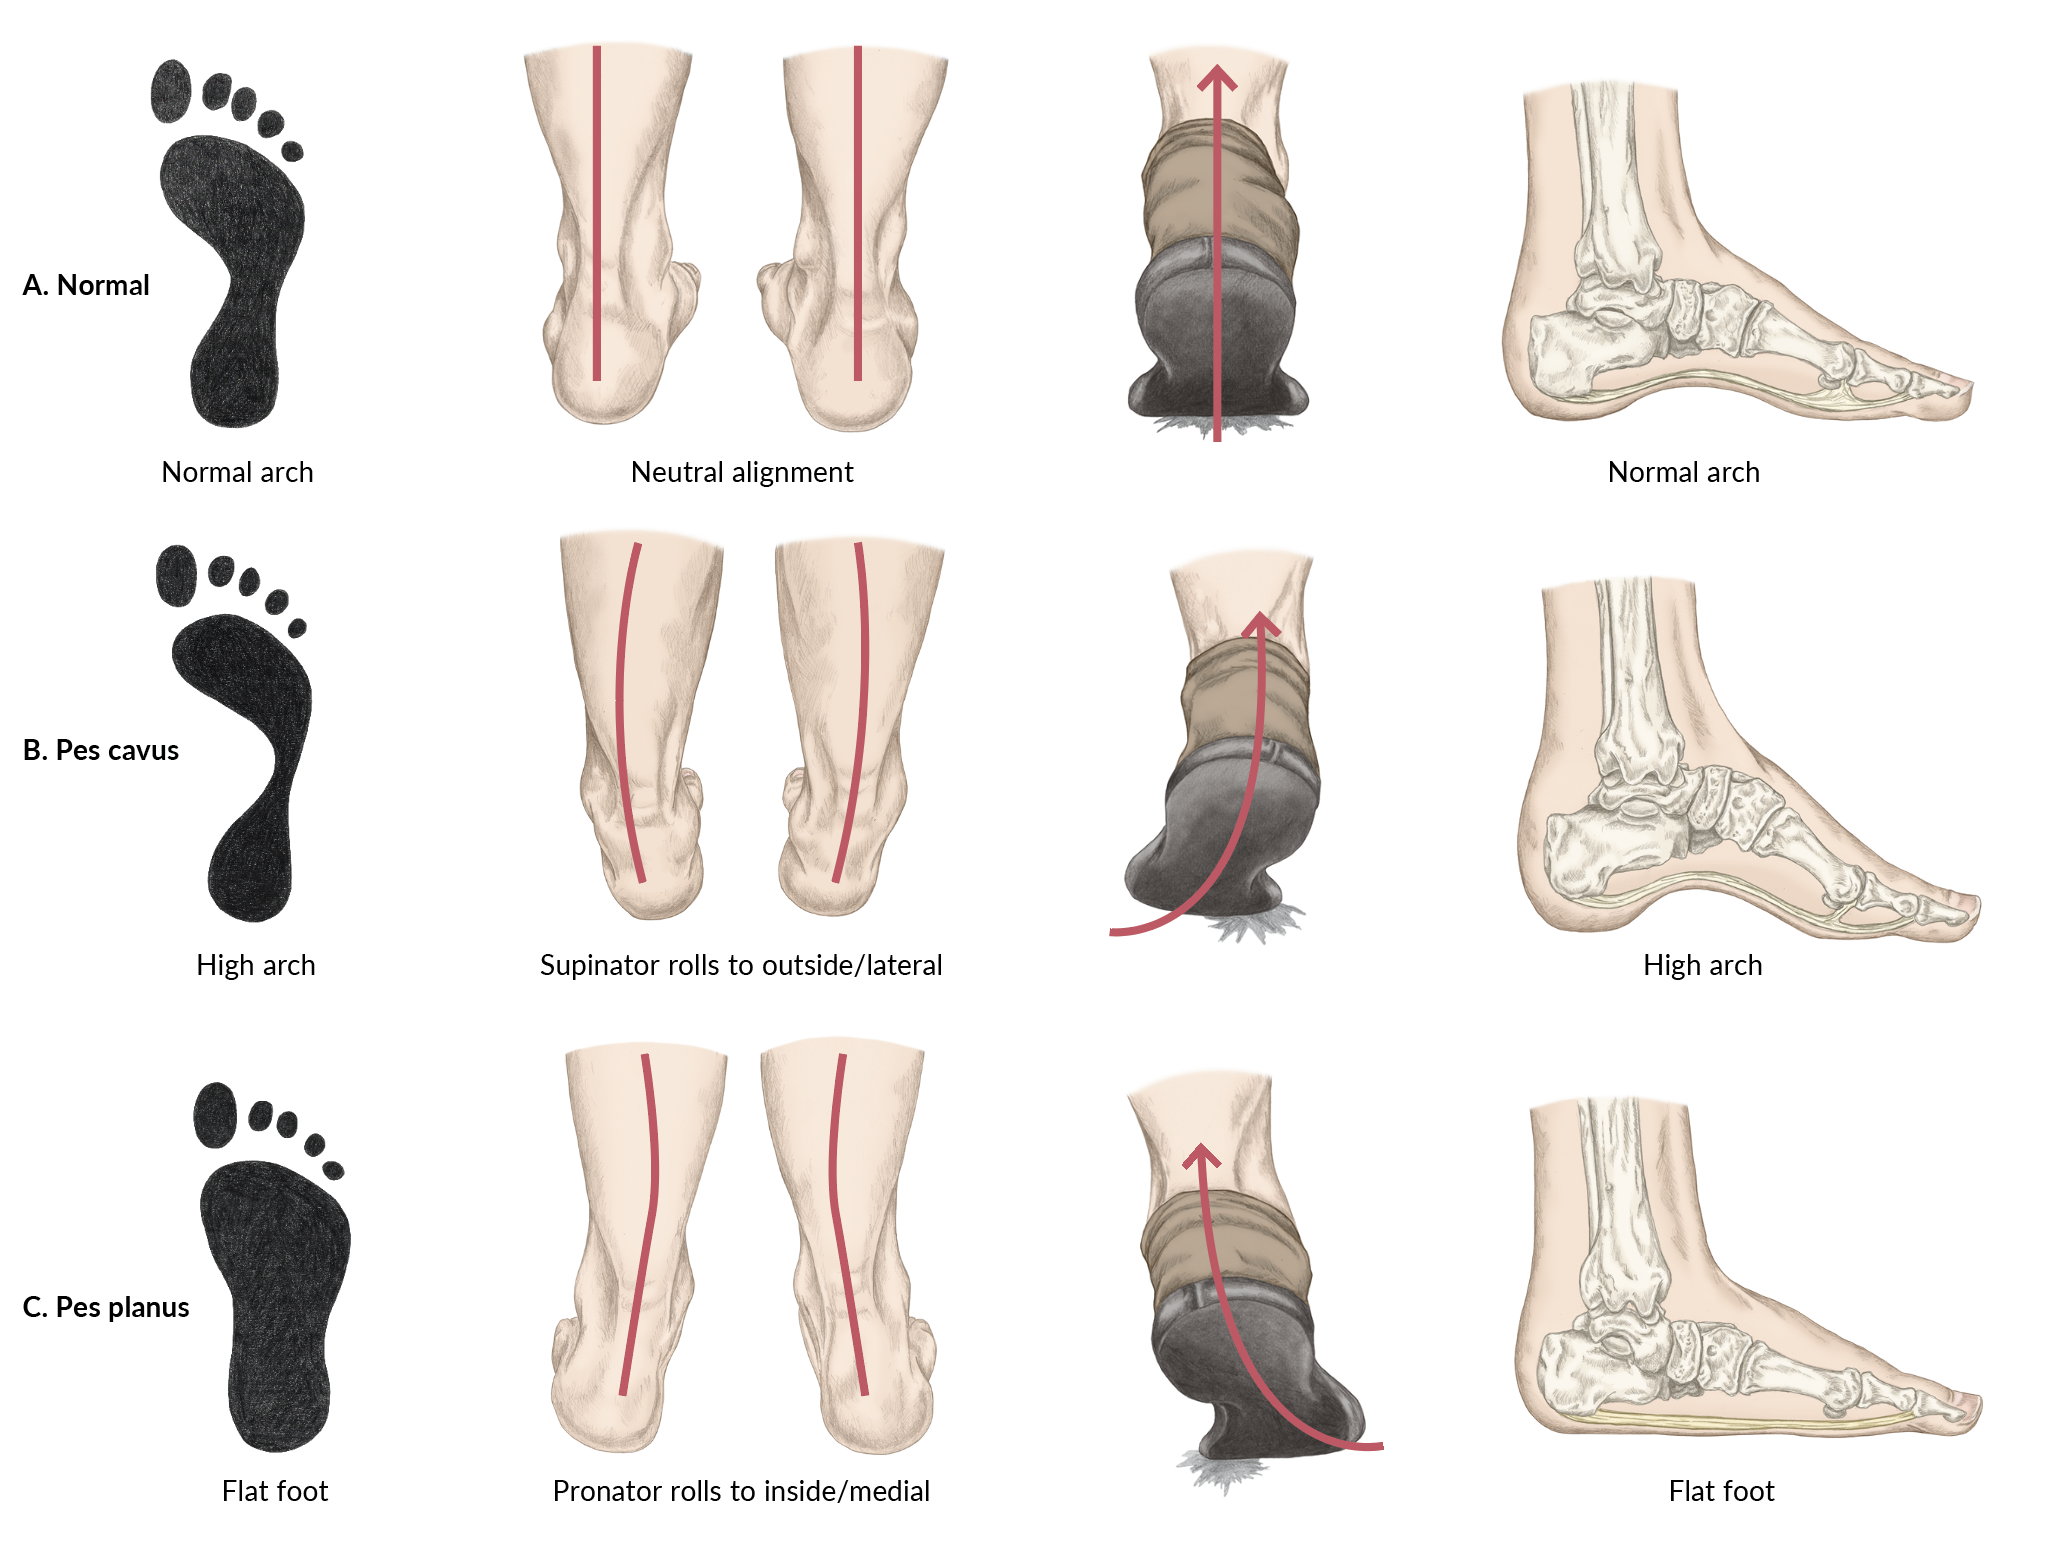 A. Normal
Normal arch
Neutral alignment
Normal arch
B. Pes cavus
High arch
Supinator rolls to outside/lateral
High arch
C. Pes planus
Flat foot
Pronator rolls to inside/medial
Flat foot